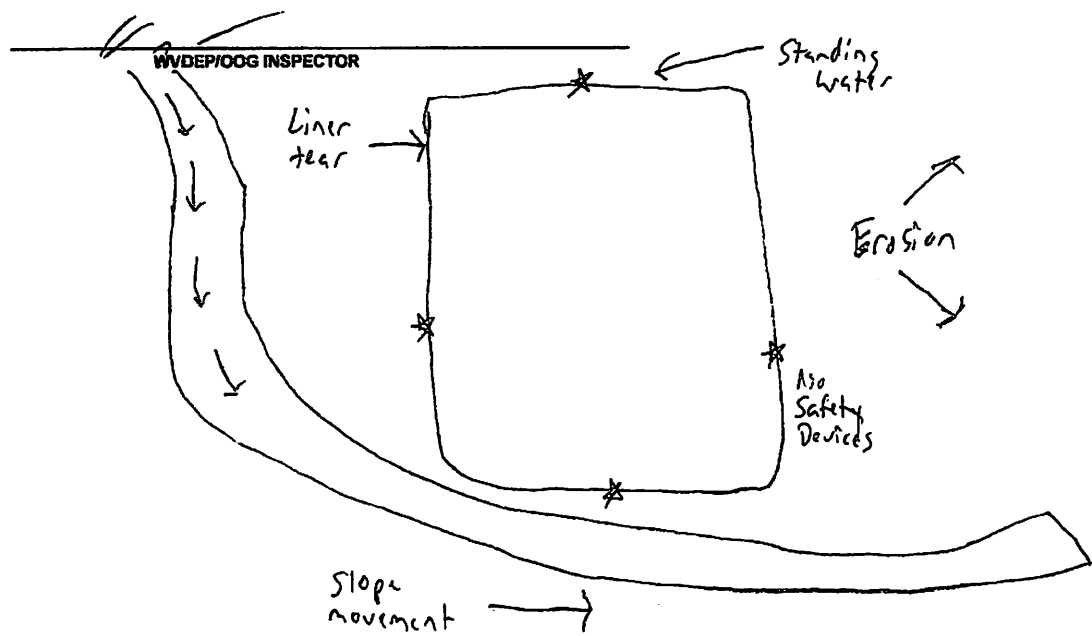 WVDEP/OOG INSPECTOR
Standing
water
Liner
tear
Erosion
No
Safety
Devices
Slope
movement